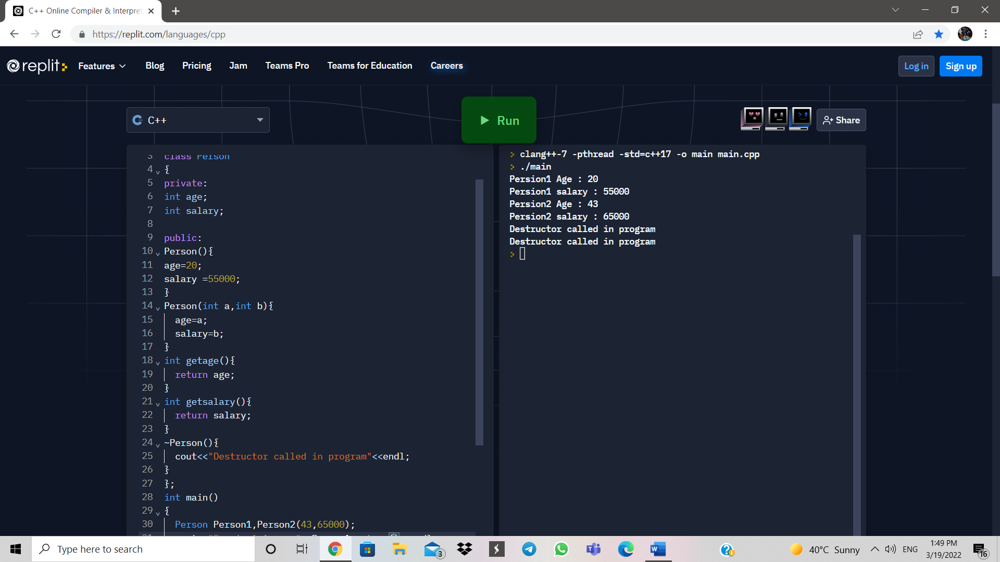 C++ Online Compiler & Interpret
https://replit.com/languages/cpp
replit
Features
Blog
Pricing
Jam
Teams Pro
Teams for Education
Careers
Log in
Sign up
C++
Run
Share
3 class Person
4 {
5 private:
6 int age;
7 int salary;
8
9 public:
10 Person(){
11 age=20;
12 salary =55000;
13 }
14 Person(int a,int b){
15 age=a;
16 salary=b;
17 }
18 int getage(){
19 return age;
20 }
21 int getsalary(){
22 return salary;
23 }
24 ~Person(){
25 cout<<"Destructor called in program"<<endl;
26 }
27 };
28 int main()
29 {
30 Person Person1,Person2(43,65000);
> clang++-7 -pthread -std=c++17 -o main main.cpp
> ./main
Persion1 Age : 20
Persion1 salary : 55000
Persion2 Age : 43
Persion2 salary : 65000
Destructor called in program
Destructor called in program
>
Type here to search
3
40°C Sunny
ENG
1:49 PM
3/19/2022
16